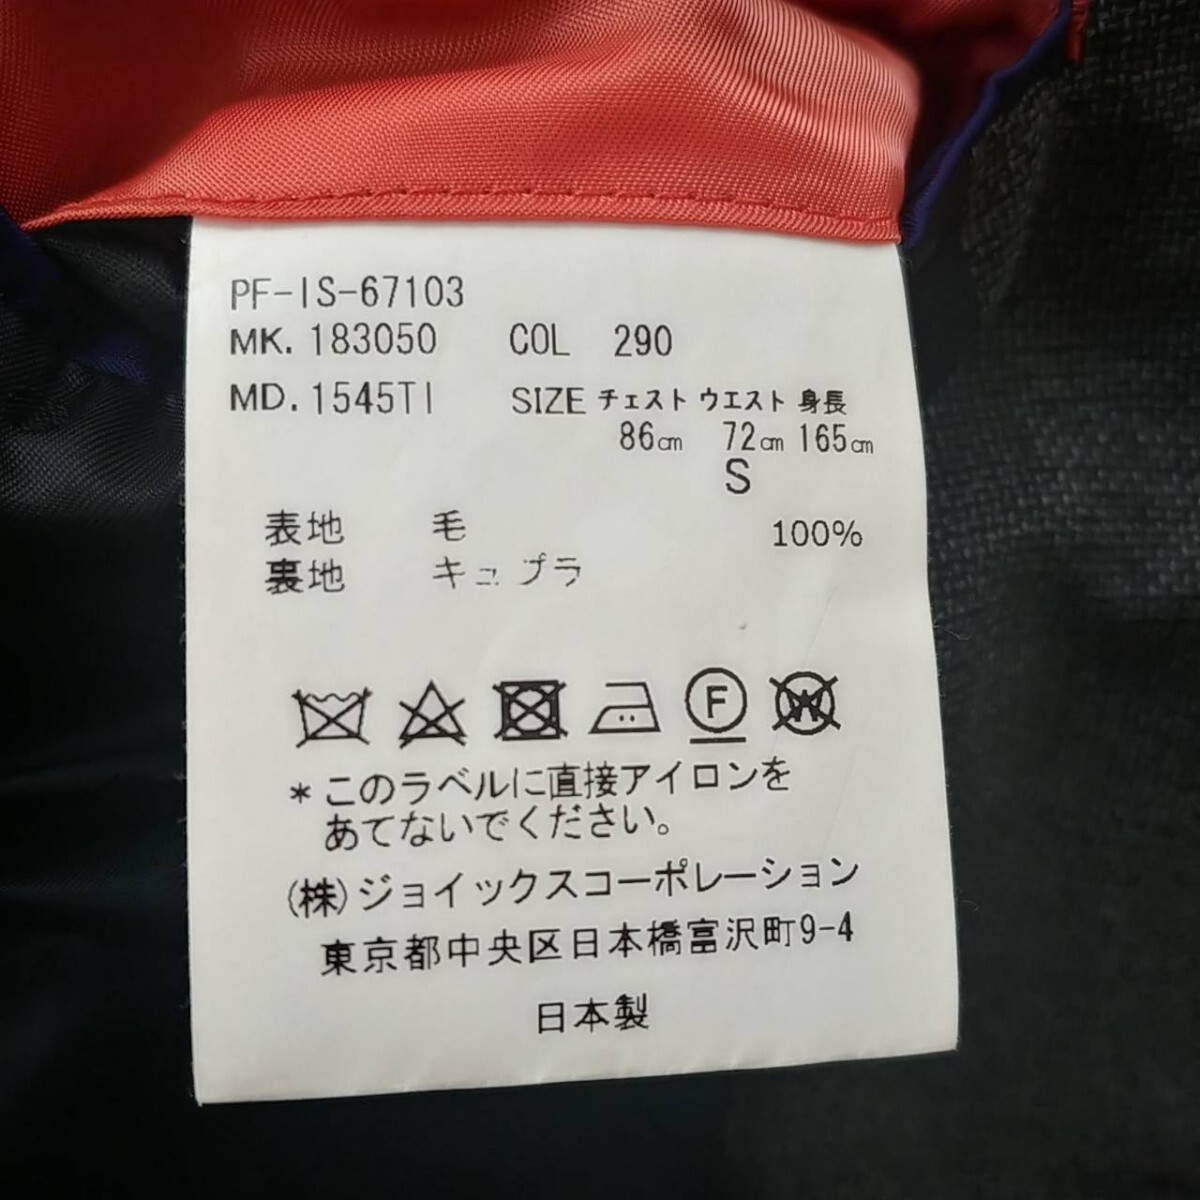 PF-IS-67103
MK. 183050 COL 290
MD. 1545TI SIZE チェスト ウエスト 身長
86㎝ 72㎝ 165㎝
S
表地 毛 100%
裏地 キュプラ
F
W
*このラベルに直接アイロンを
あてないでください。
(株)ジョイックスコーポレーション
東京都中央区日本橋富沢町9-4
日本製